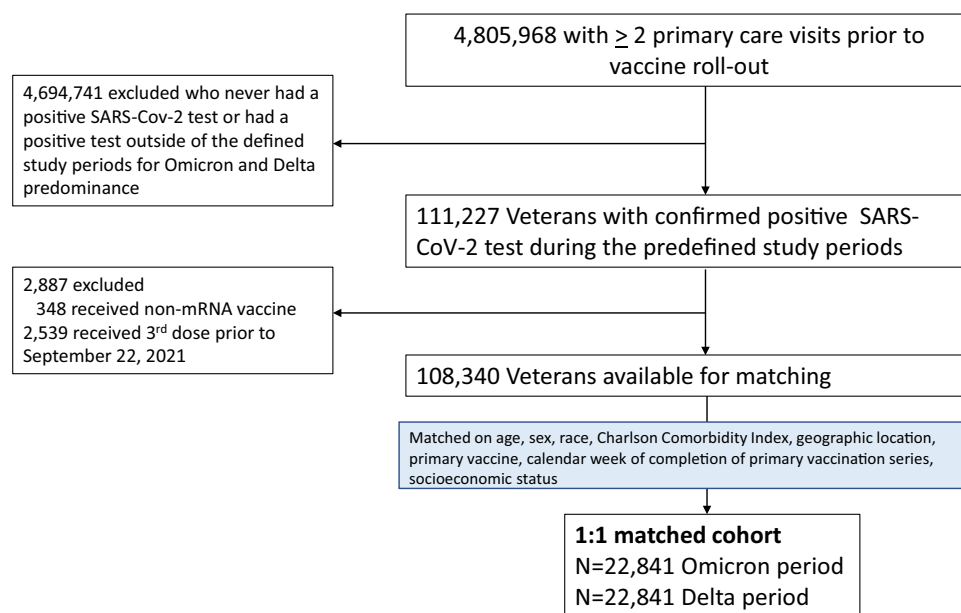 4,805,968 with ≥ 2 primary care visits prior to
vaccine roll-out
4,694,741 excluded who never had a
positive SARS-Cov-2 test or had a
positive test outside of the defined
study periods for Omicron and Delta
predominance
111,227 Veterans with confirmed positive SARS-
CoV-2 test during the predefined study periods
2,887 excluded
348 received non-mRNA vaccine
2,539 received 3rd dose prior to
September 22, 2021
108,340 Veterans available for matching
Matched on age, sex, race, Charlson Comorbidity Index, geographic location,
primary vaccine, calendar week of completion of primary vaccination series,
socioeconomic status
1:1 matched cohort
N=22,841 Omicron period
N=22,841 Delta period